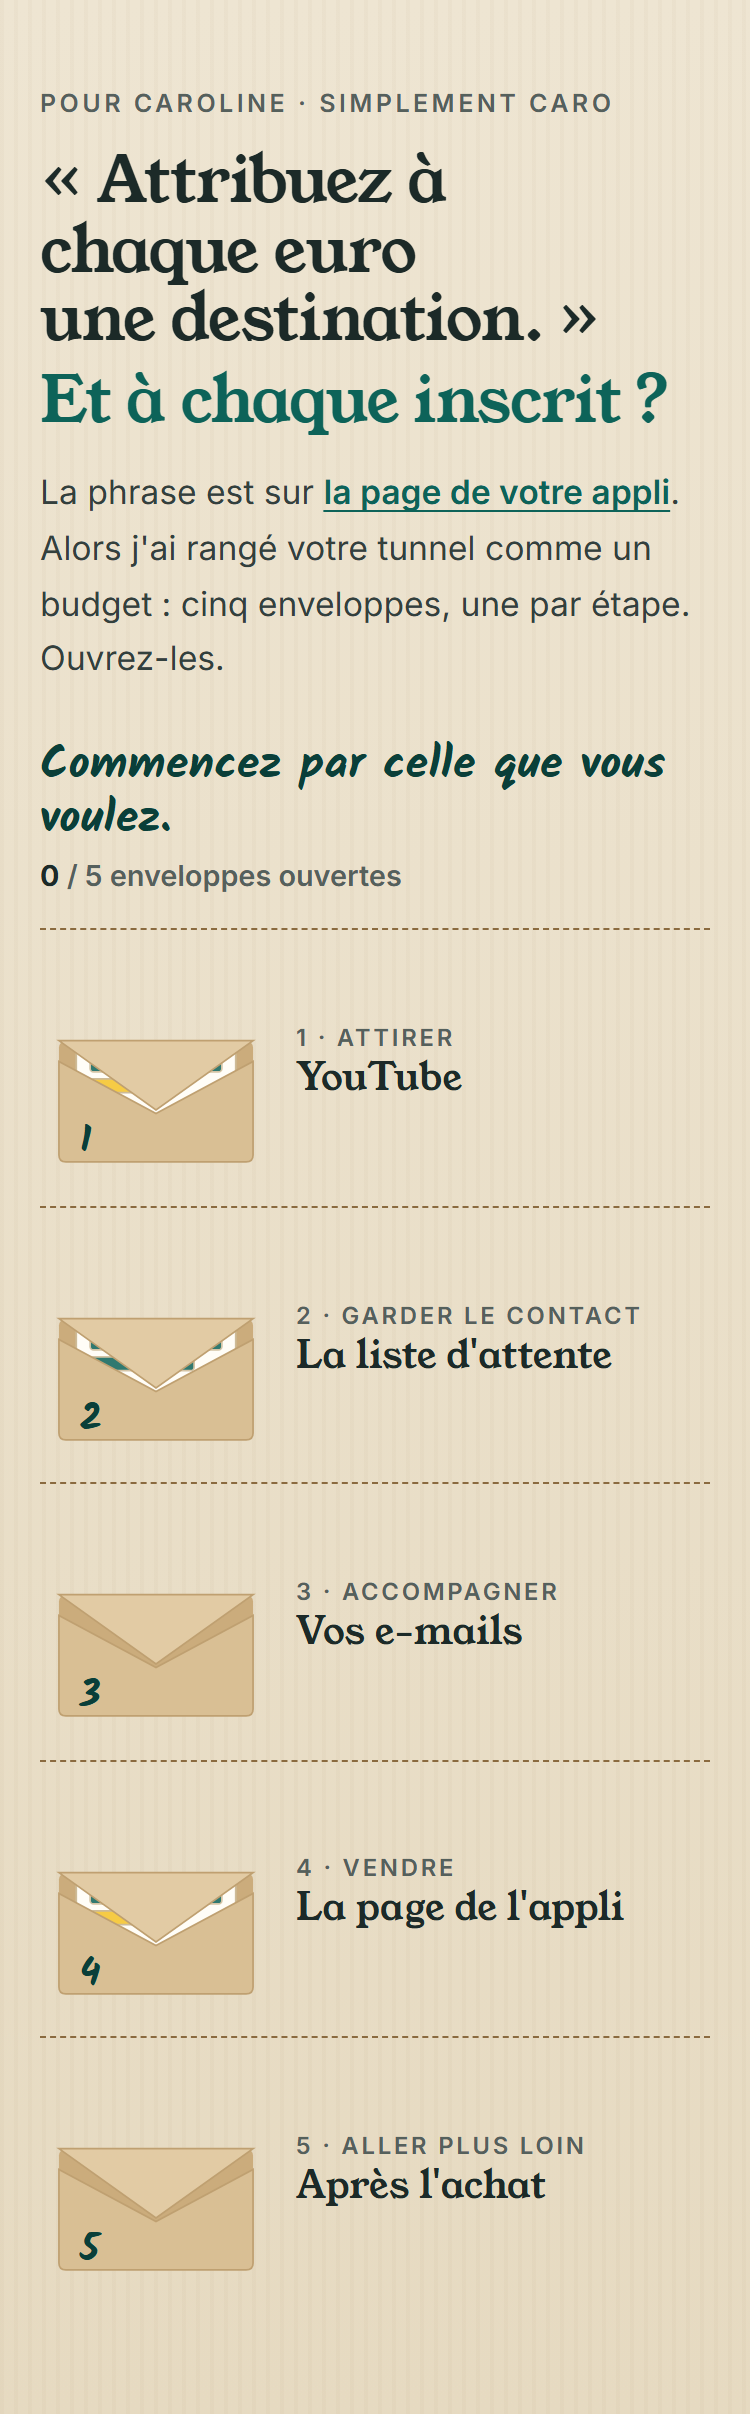 POUR CAROLINE · SIMPLEMENT CARO
« Attribuez à
chaque euro
une destination. »
Et à chaque inscrit ?
La phrase est sur la page de votre appli.
Alors j'ai rangé votre tunnel comme un
budget : cinq enveloppes, une par étape.
Ouvrez-les.
Commencez par celle que vous
voulez.
0 / 5 enveloppes ouvertes
1 · ATTIRER
YouTube
1
2 · GARDER LE CONTACT
La liste d'attente
2
3 · ACCOMPAGNER
Vos e-mails
3
4 · VENDRE
La page de l'appli
4
5 · ALLER PLUS LOIN
Après l'achat
5